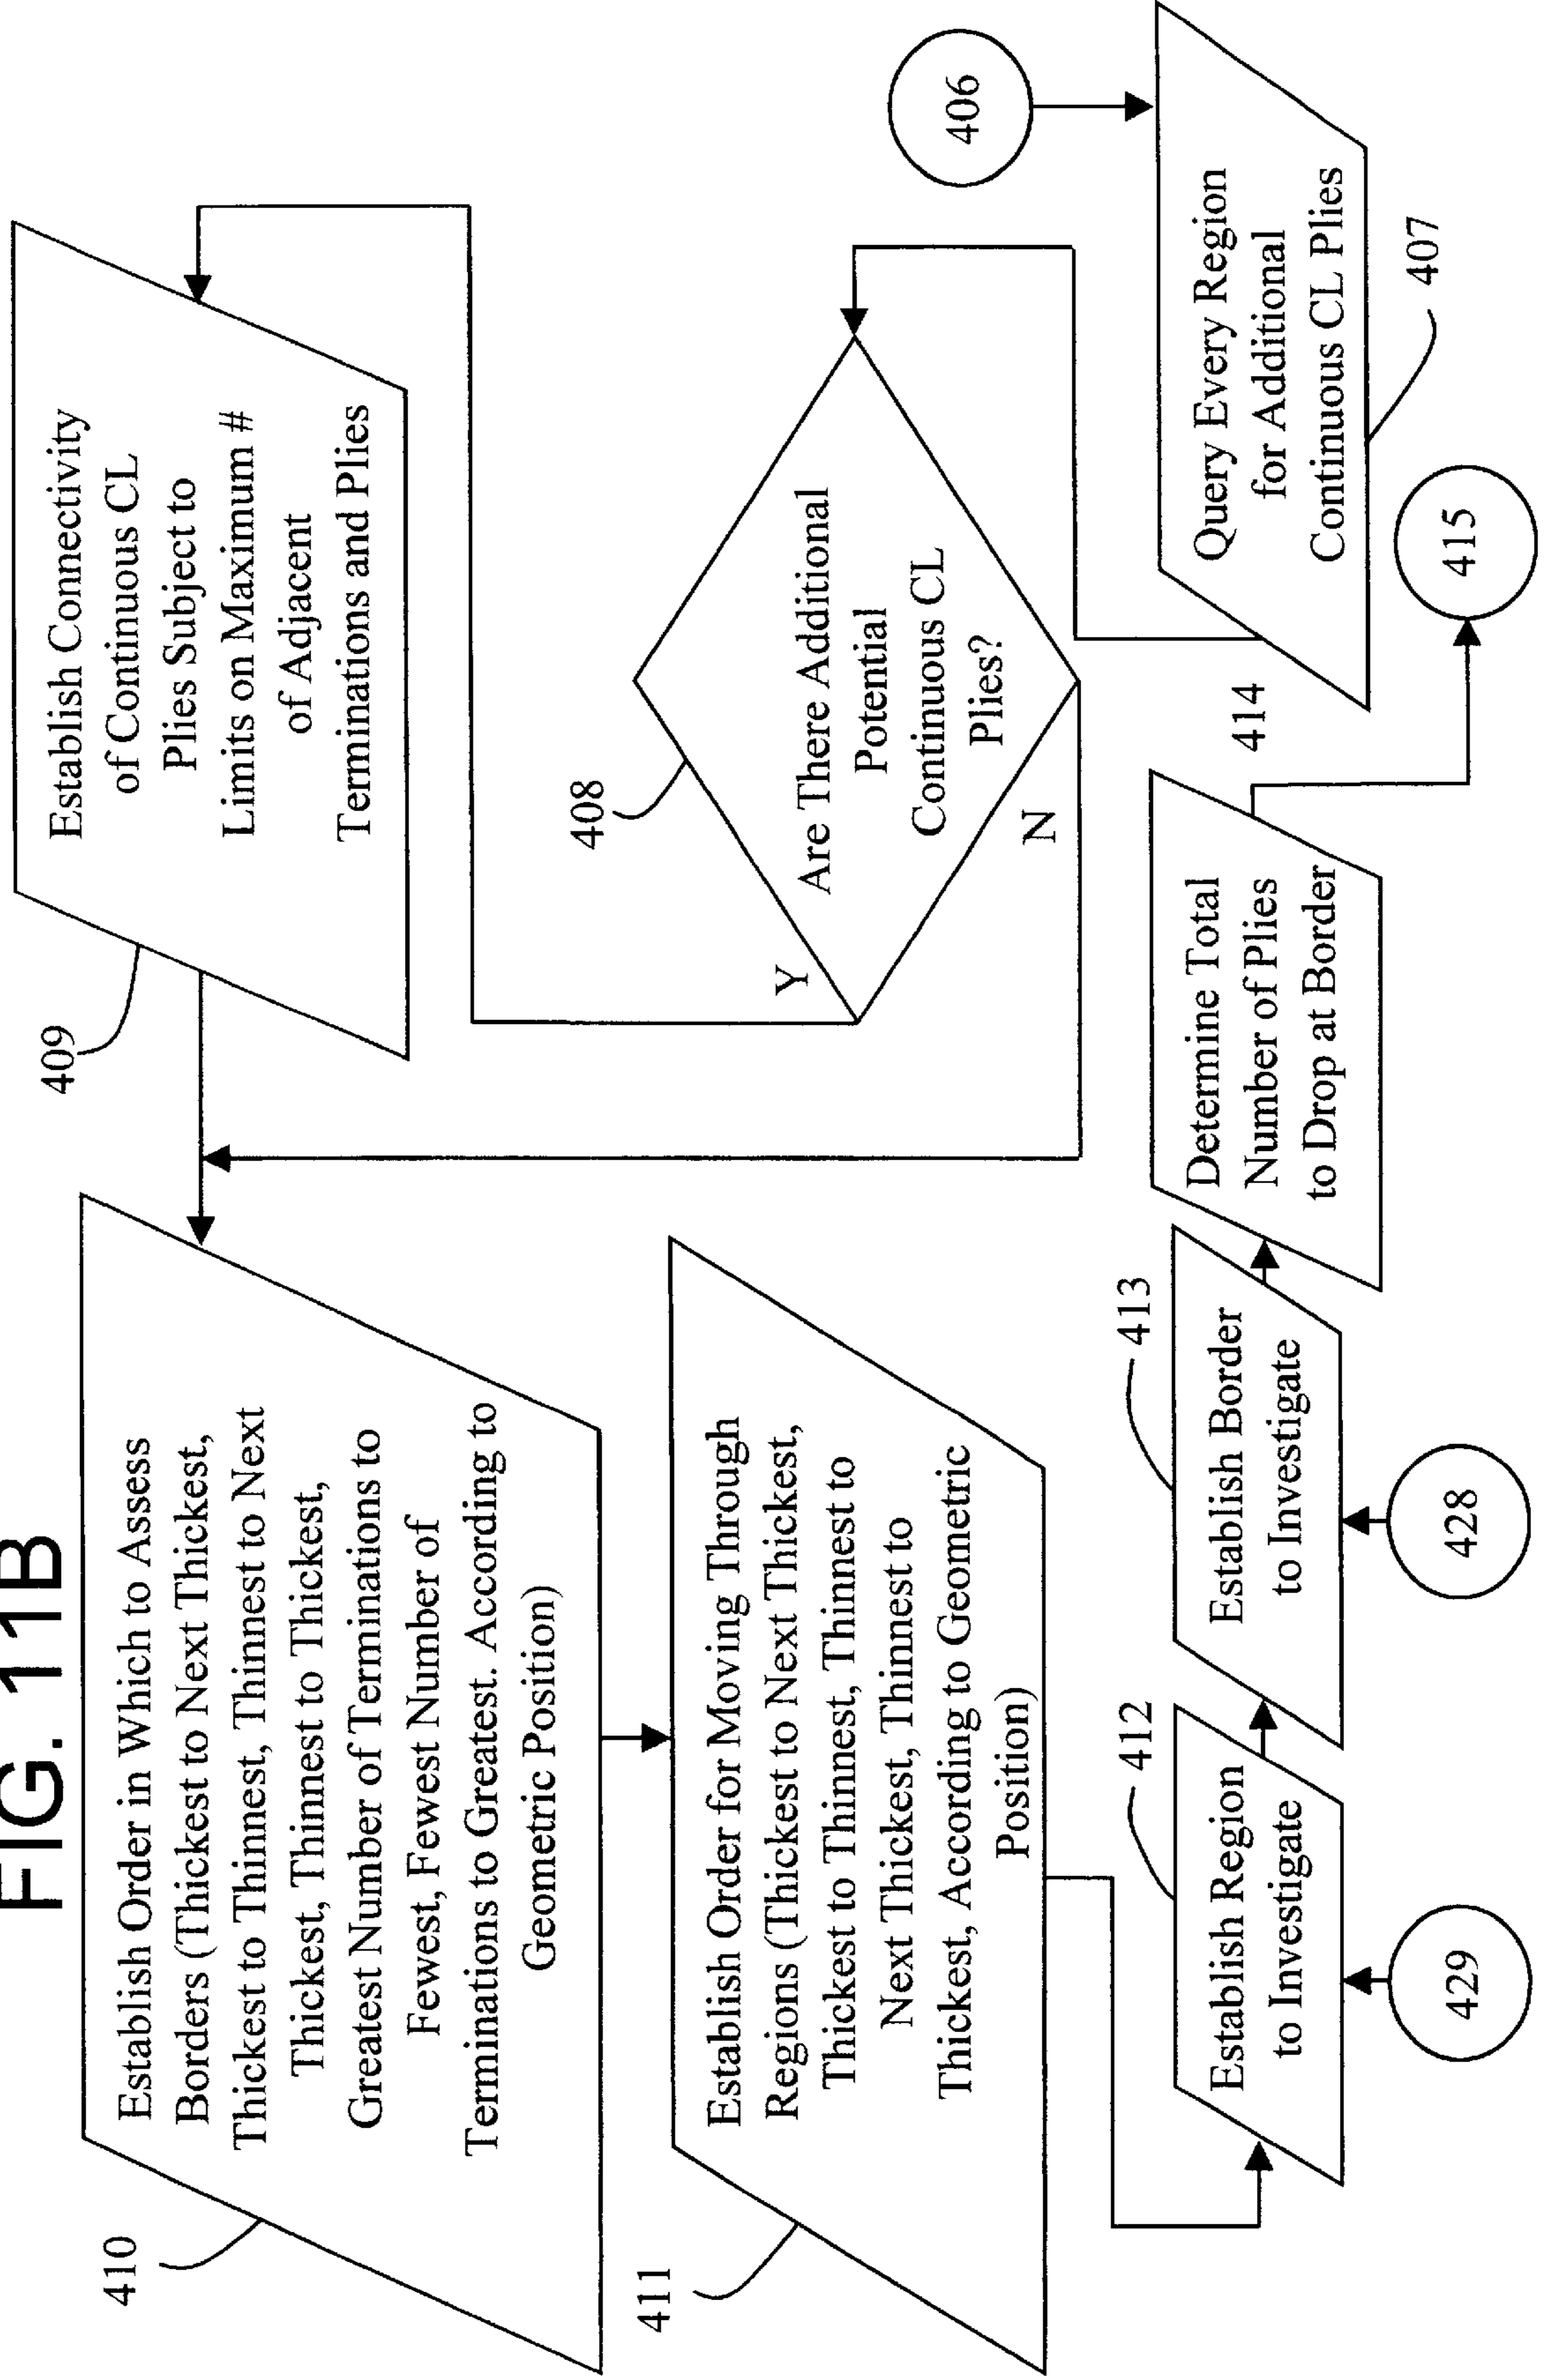 FIG. 11B
410
Establish Order in Which to Assess
Borders (Thickest to Next Thickest,
Thickest to Thinnest, Thinnest to Next
Thickest, Thinnest to Thickest,
Greatest Number of Terminations to
Fewest, Fewest Number of
Terminations to Greatest. According to
Geometric Position)
409
Establish Connectivity
of Continuous CL
Plies Subject to
Limits on Maximum #
of Adjacent
Terminations and Plies
411
Establish Order for Moving Through
Regions (Thickest to Next Thickest,
Thickest to Thinnest, Thinnest to
Next Thickest, Thinnest to
Thickest, According to Geometric
Position)
408
Are There Additional
Potential
Continuous CL
Plies?
Y
N
406
412
Establish Region
to Investigate
413
Establish Border
to Investigate
414
Determine Total
Number of Plies
to Drop at Border
Query Every Region
for Additional
Continuous CL Plies
407
429
428
415